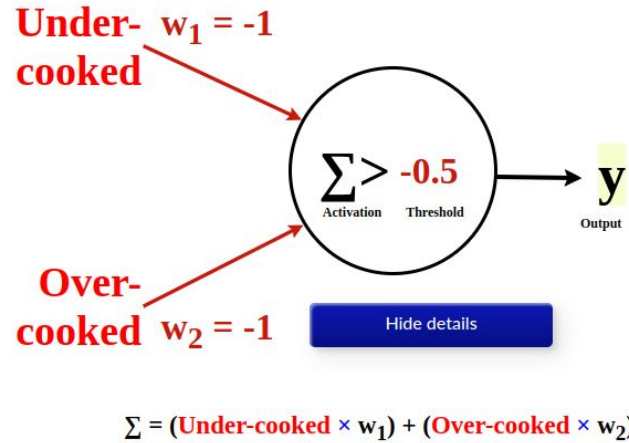 Under-
cooked
w1 = -1
∑> -0.5
Activation Threshold
y
Output
Over-
cooked
w2 = -1
Hide details
∑ = (Under-cooked × w1) + (Over-cooked × w2)